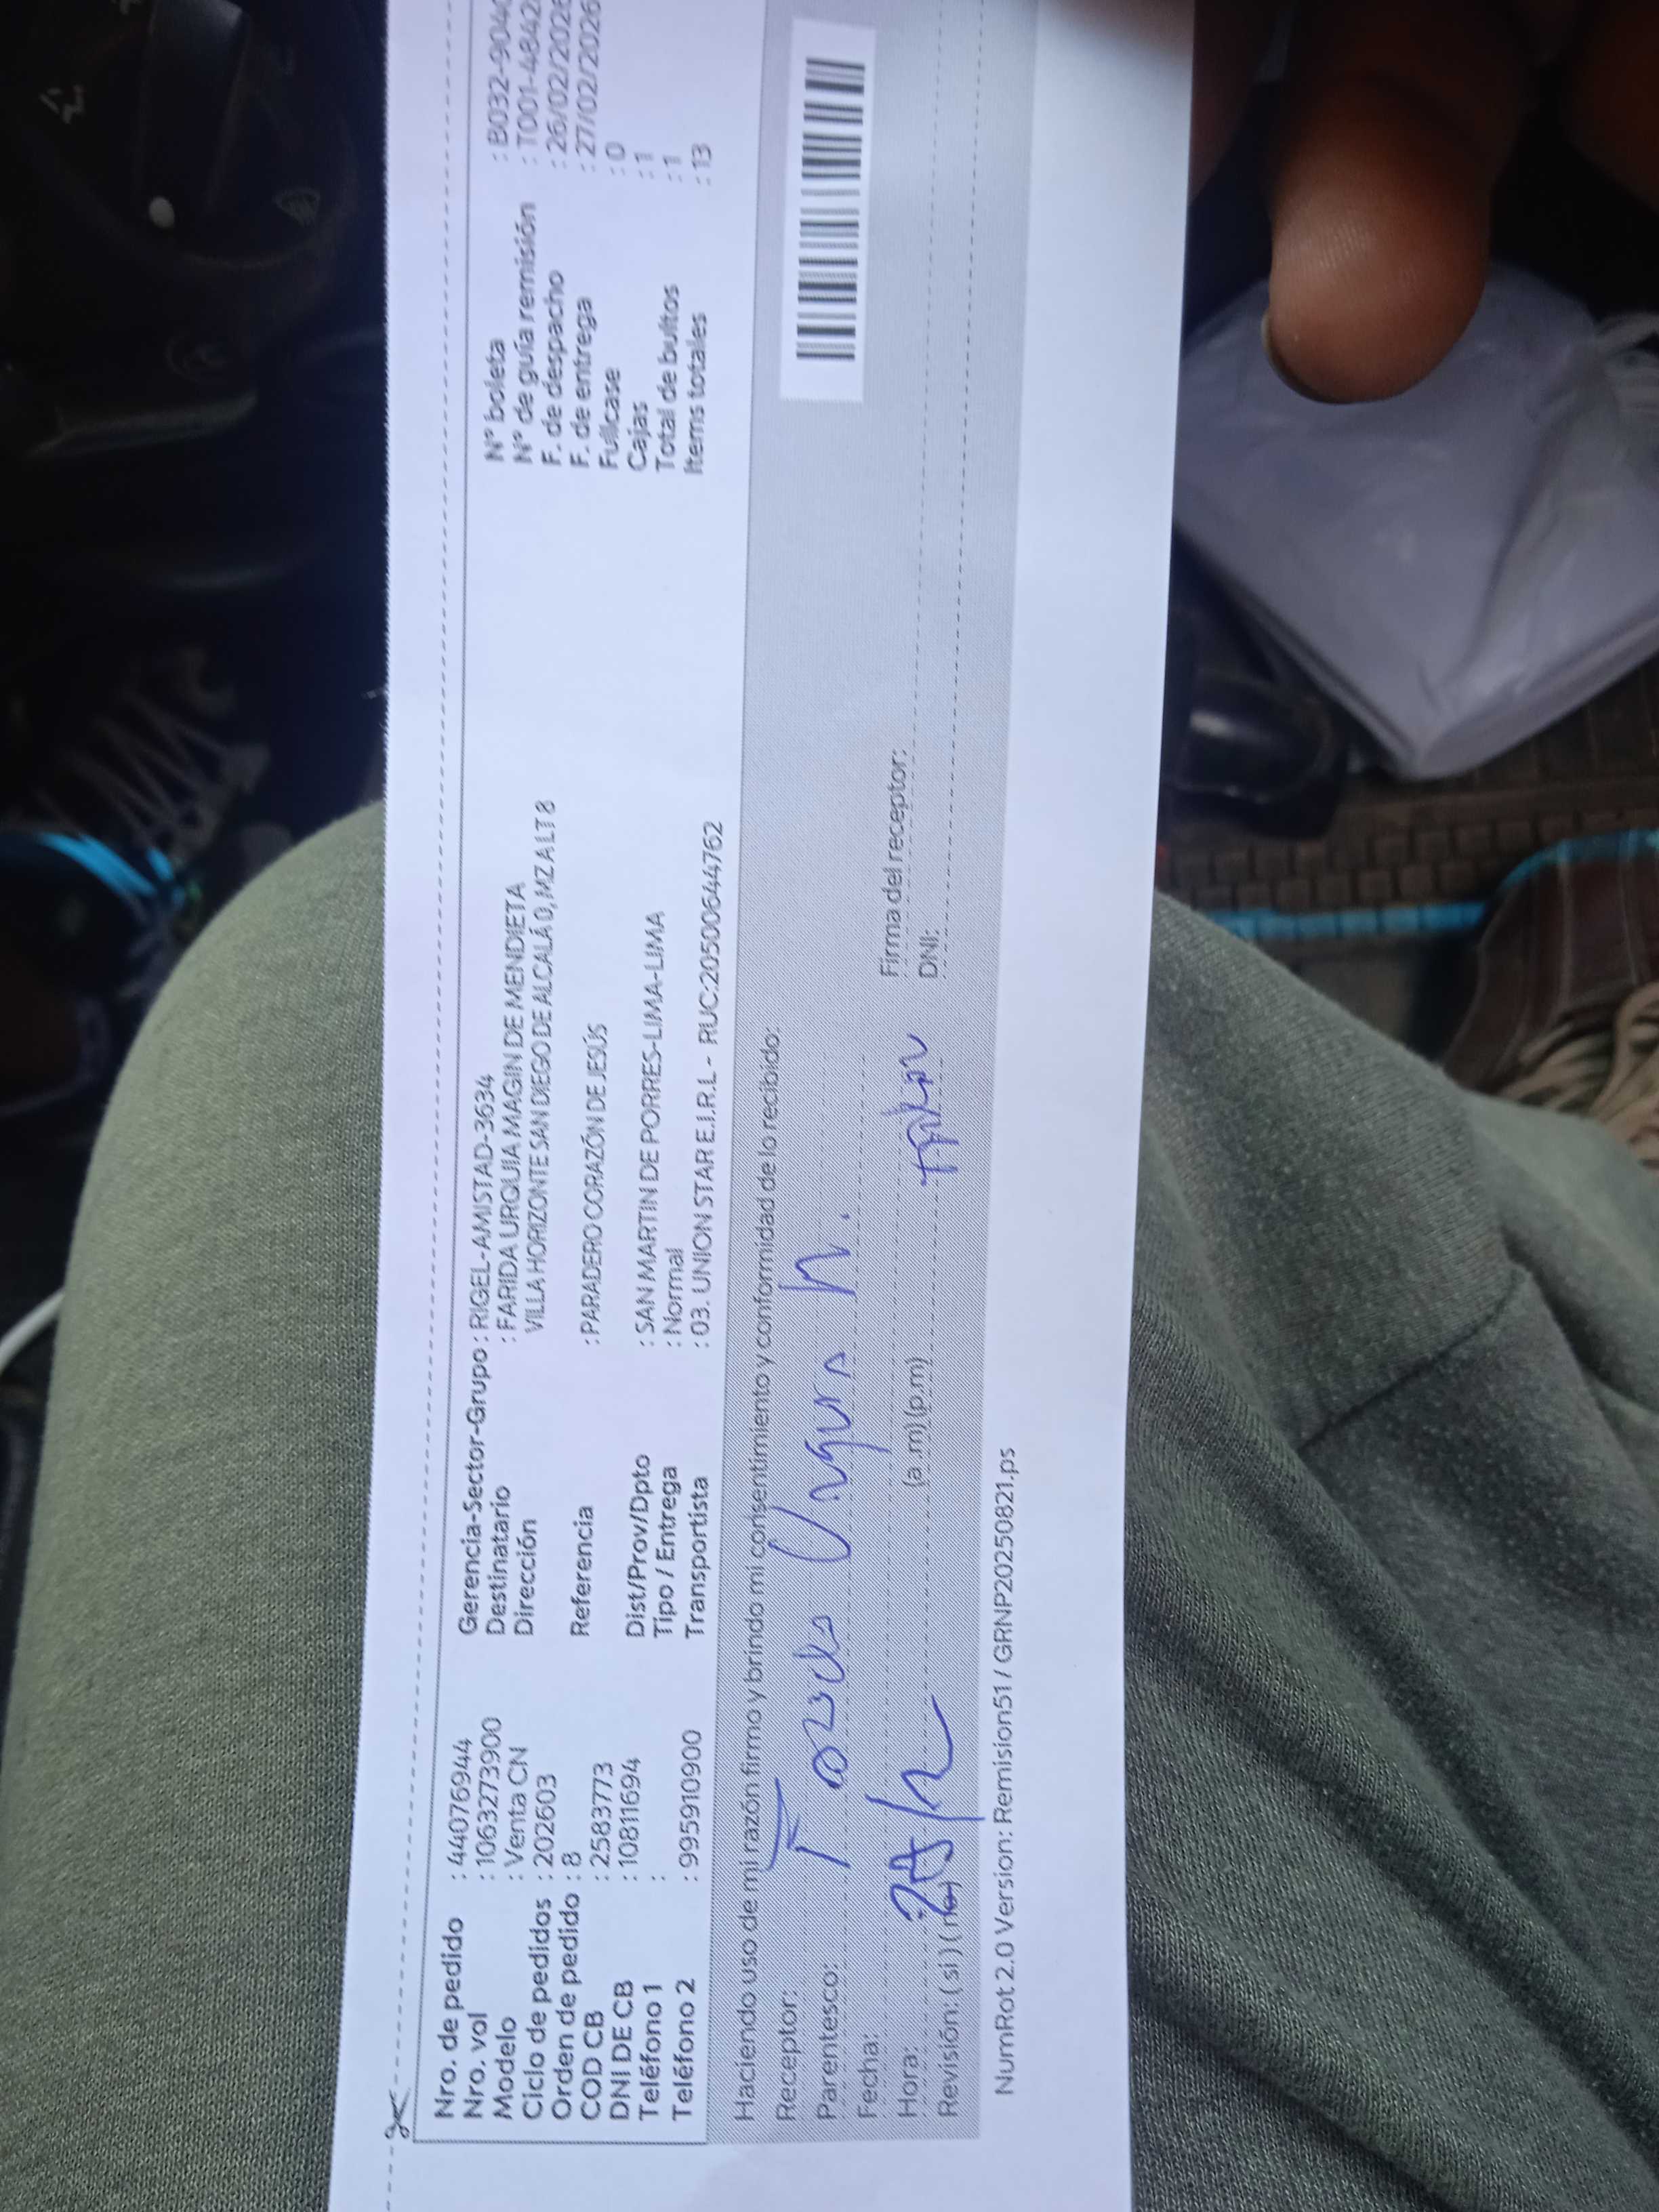 Nro. de pedido : 440776944
Nro. vol : 10632773900
Modelo : Venta CN
Ciclo de pedidos : 202603
Orden de pedido : 8
COD CB : 2583773
DNI DE CB : 10811694
Teléfono 1 :
Teléfono 2 : 995910900
Gerencia-Sector-Grupo : RIGEL-AMISTAD-3634
Destinatario : FARIDA URQUIA MAGIN DE MENDIETA
Dirección VILLA HORIZONTE SAN DIEGO DE ALCALÁ 0, MZ A LT 8
Referencia : PARADERO CORAZÓN DE JESÚS
Dist/Prov/Dpto : SAN MARTIN DE PORRES-LIMA-LIMA
Tipo / Entrega : Normal
Transportista : 03. UNION STAR E.I.R.L - RUC:20500644762
N° boleta : B032-904
N° de guía remisión : T001-4842
F. de despacho : 26/02/2026
F. de entrega : 27/02/2026
Fullcase : 0
Cajas : 1
Total de bultos : 1
Items totales : 13
Haciendo uso de mi razón firmo y brindo mi consentimiento y conformidad de lo recibido:
Receptor:
Parentesco:
Fecha:
Hora: (a.m) (p.m)
Revisión: (si) (no)
Firma del receptor:
DNI:
NumRot 2.0 Version: Remision51 / GRNP20250821.ps